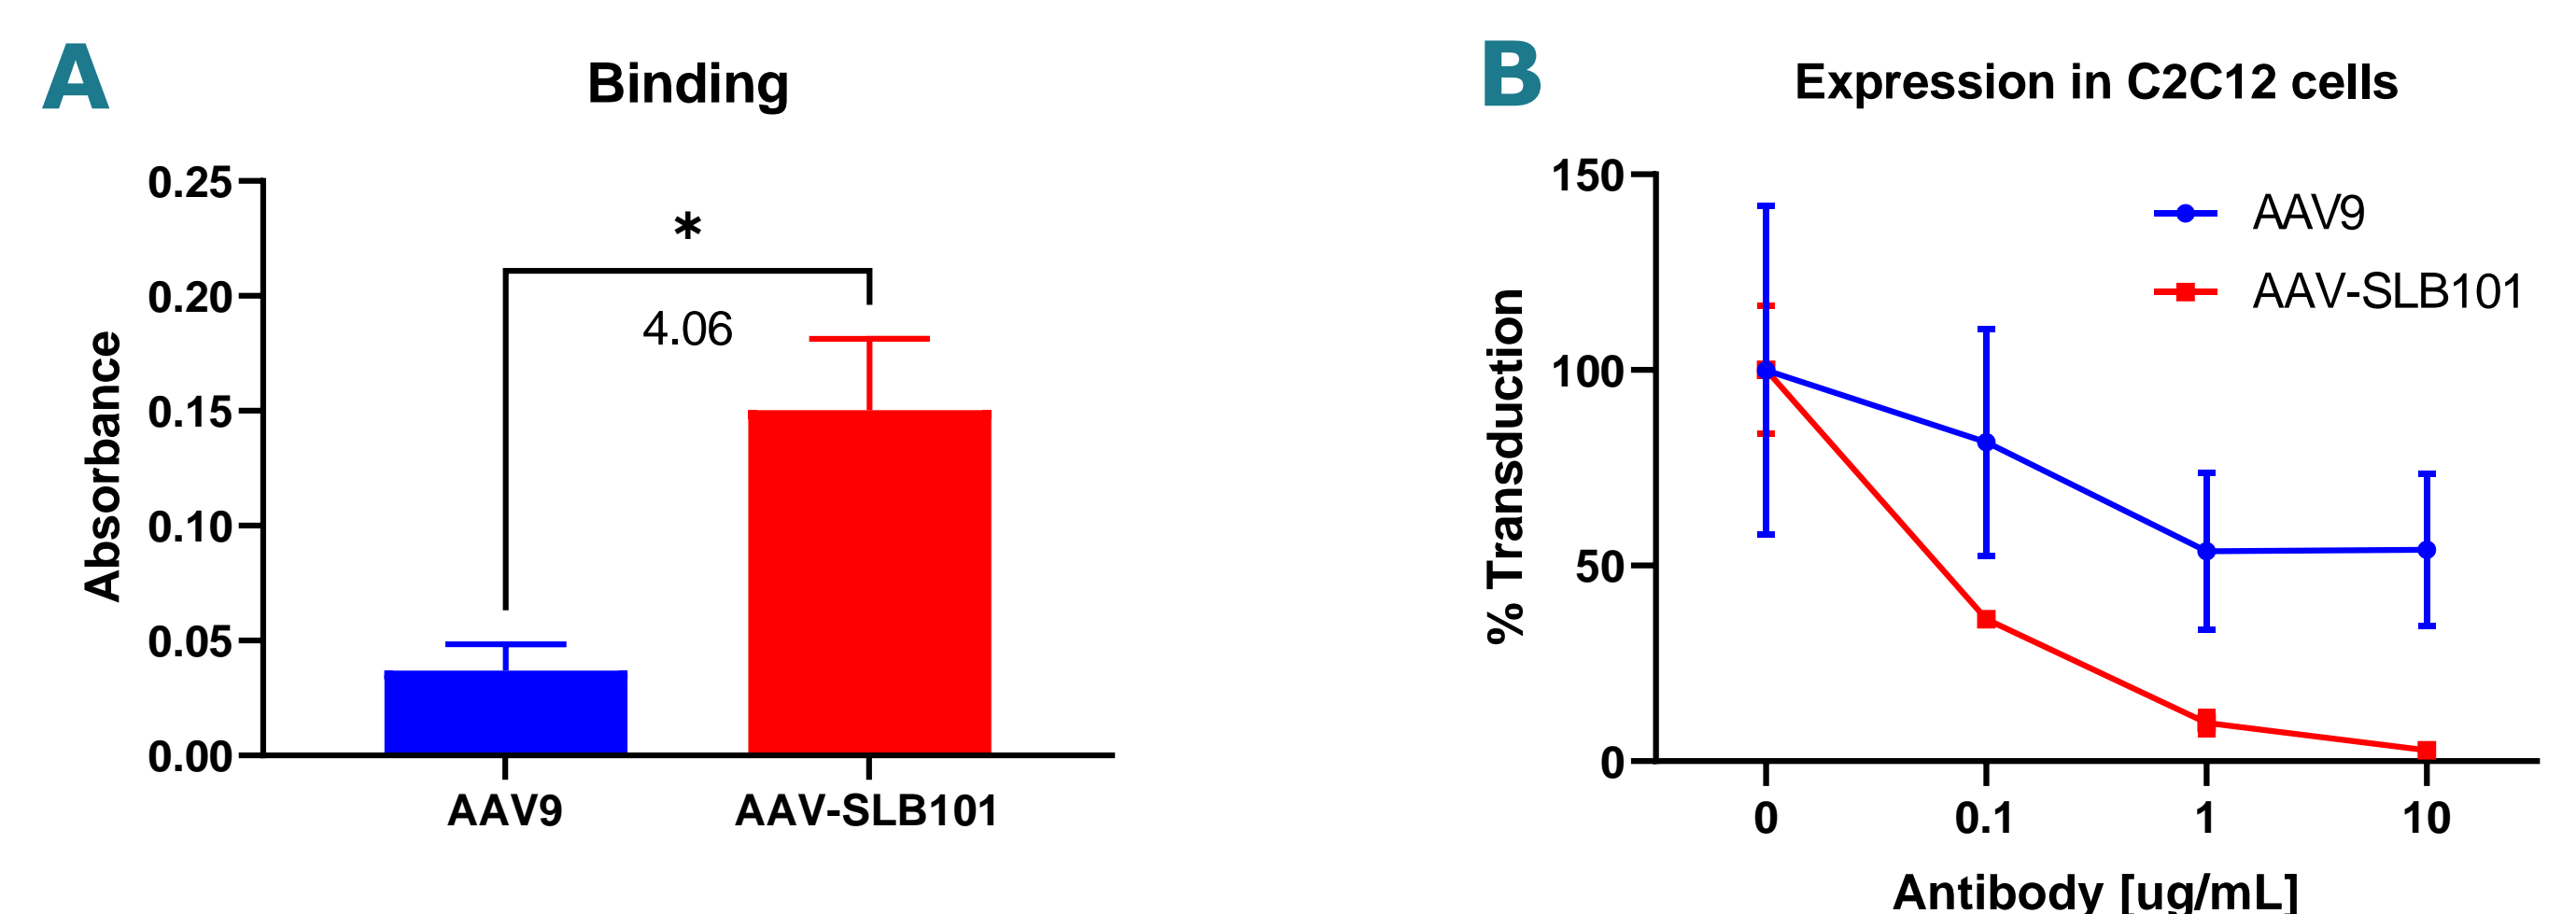 A
Binding
0.25
0.20
0.15
0.10
0.05
0.00
Absorbance
*
4.06
AAV9
AAV-SLB101
B
Expression in C2C12 cells
150
100
50
0
% Transduction
AAV9
AAV-SLB101
0 0.1 1 10
Antibody [ug/mL]